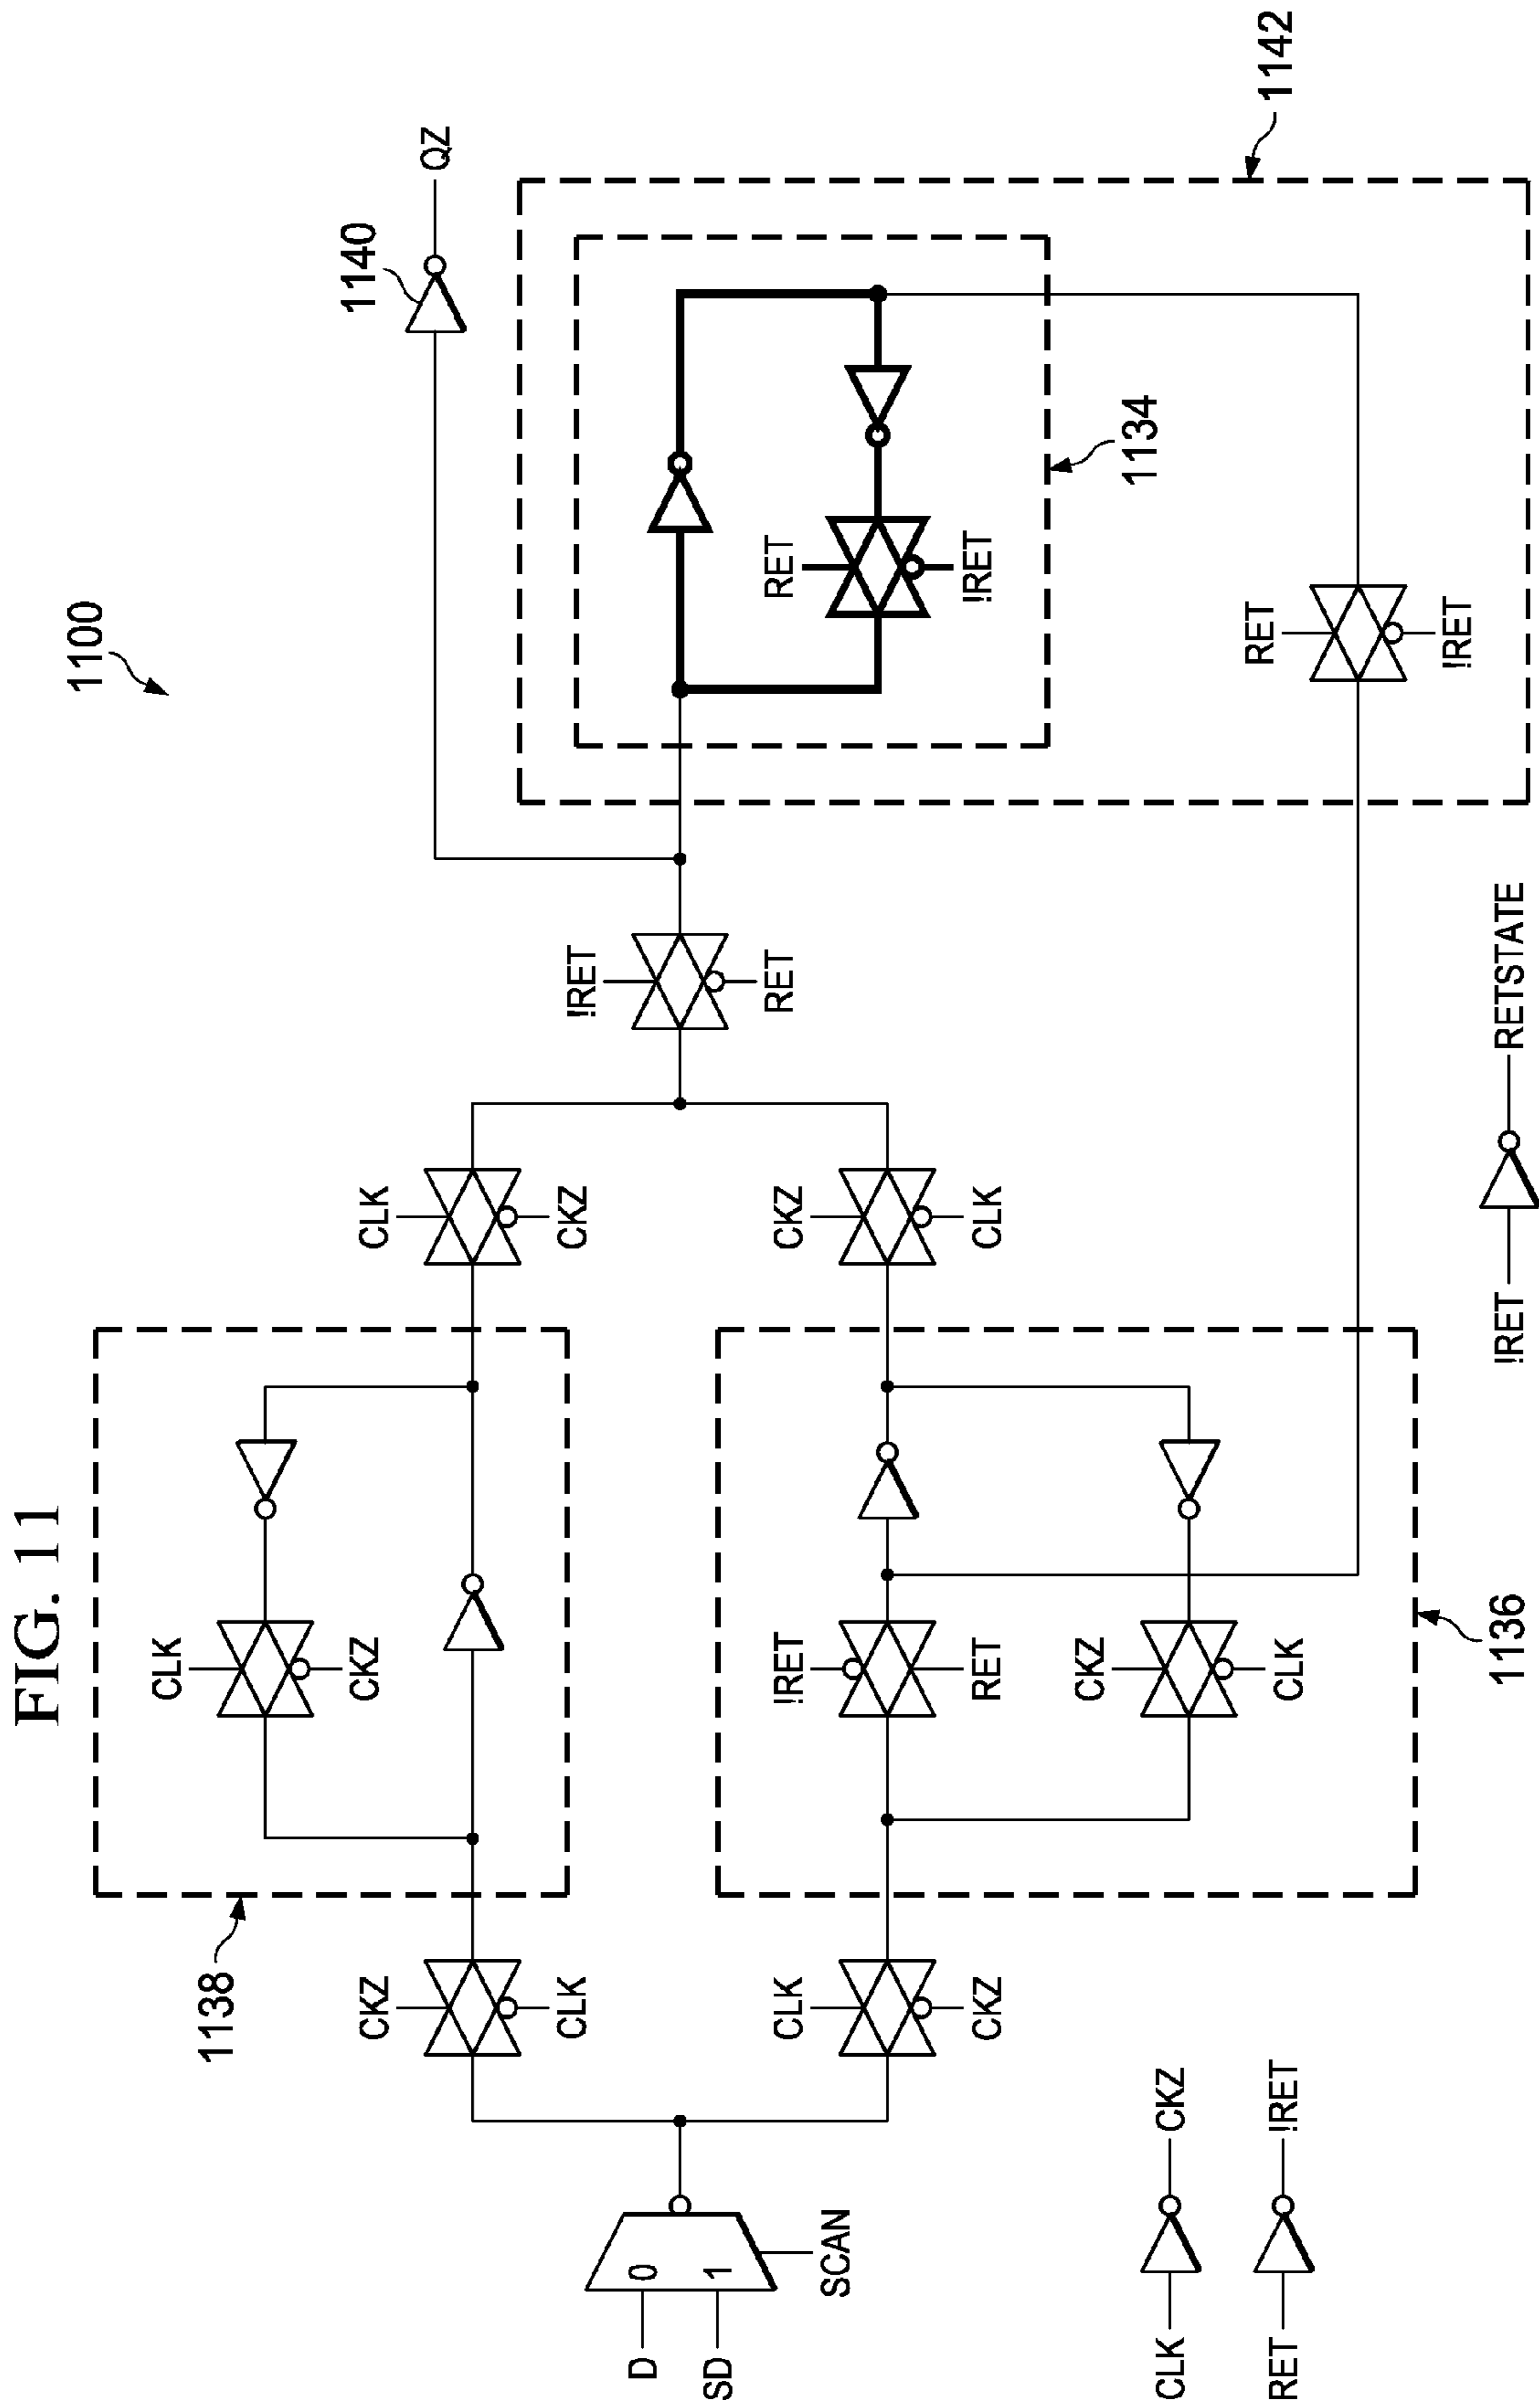 FIG. 11
1100
1138
CLK
CKZ
CKZ
CLK
CLK
CKZ
!RET
RET
1140
QZ
D
0
SD
1
SCAN
CLK
CKZ
!RET
RET
CKZ
CLK
CKZ
CLK
1136
RET
!RET
1134
1142
RET
!RET
CLK
CKZ
RET
!RET
!RET
RETSTATE